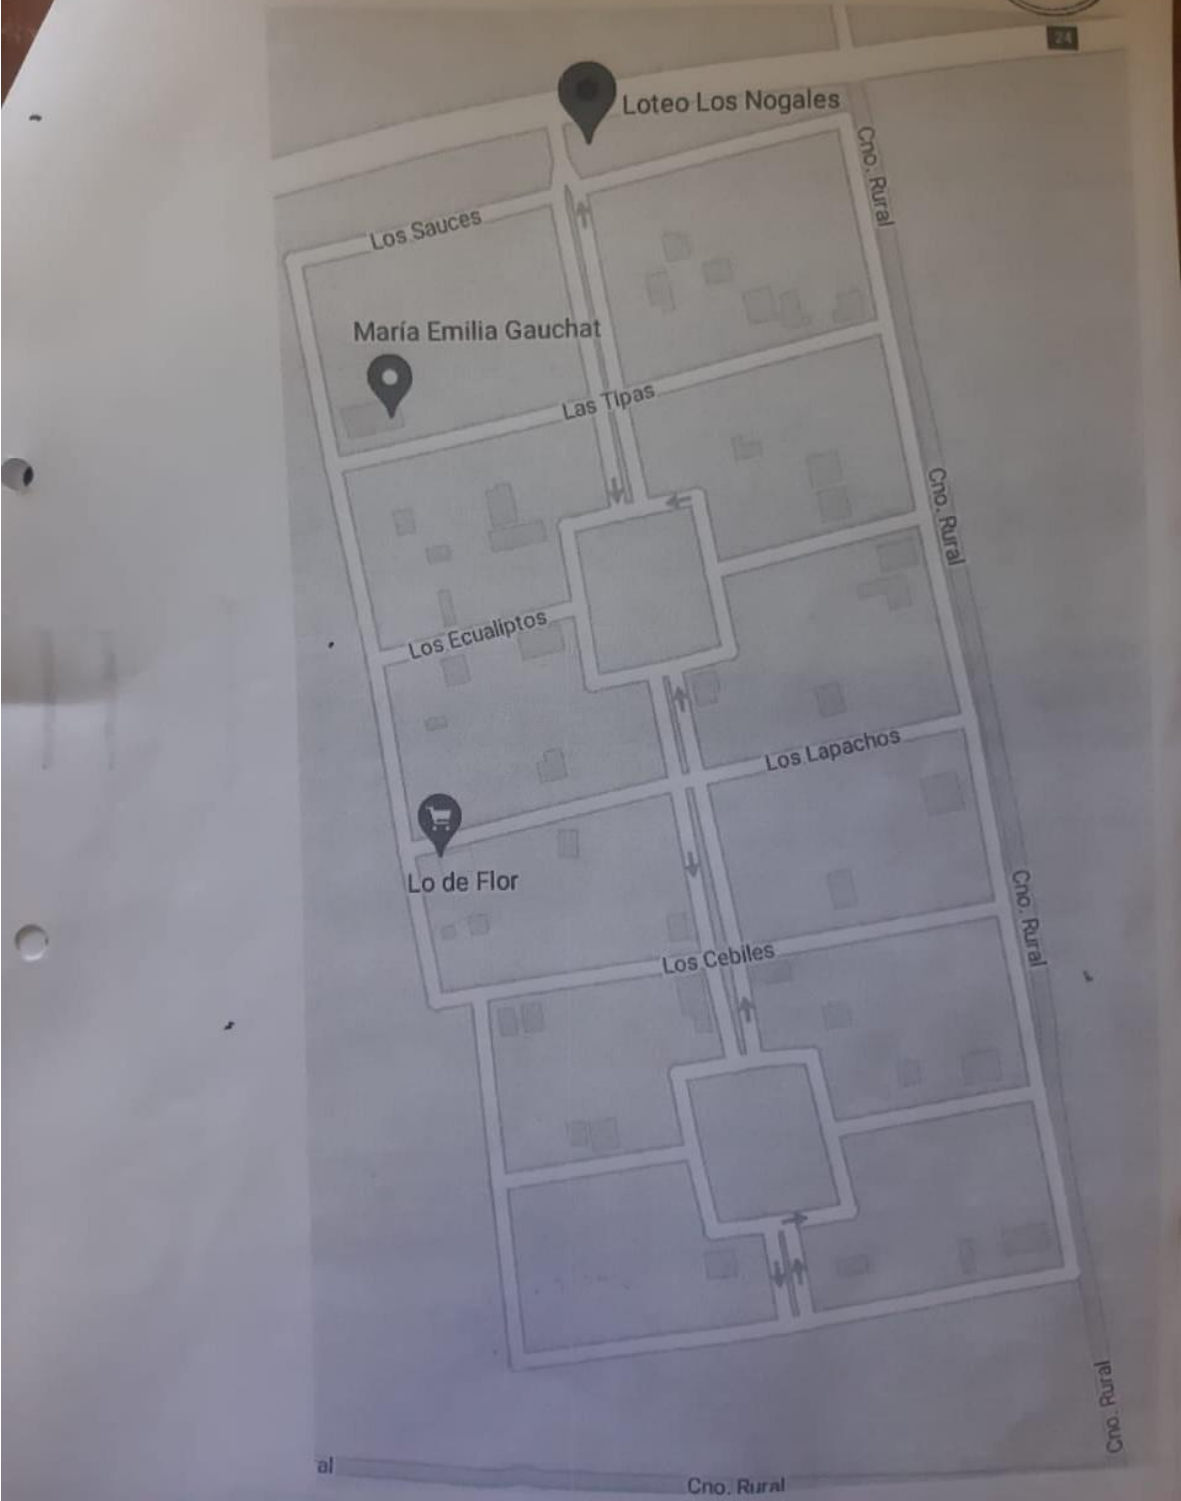 24
Loteo Los Nogales
Cno. Rural
Los Sauces
María Emilia Gauchat
Las Tipas
Cno. Rural
Los Ecualiptos
Los Lapachos
Lo de Flor
Cno. Rural
Los Cebiles
Cno. Rural
al
Cno. Rural